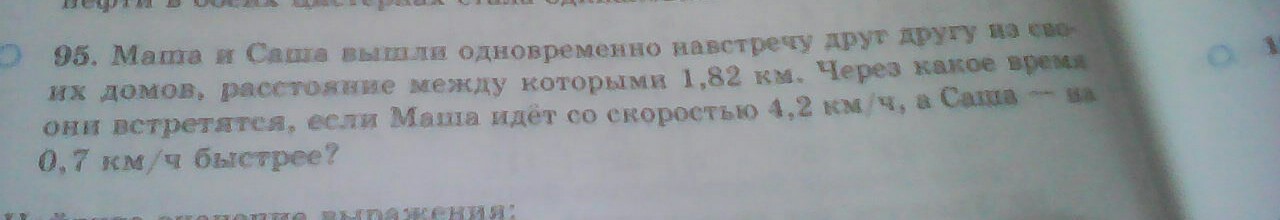 95. Маша и Саша вышли одновременно навстречу друг другу из сво-
их домов, расстояние между которыми 1,82 км. Через какое время
они встретятся, если Маша идёт со скоростью 4,2 км/ч, а Саша — на
0,7 км/ч быстрее?
выражения: